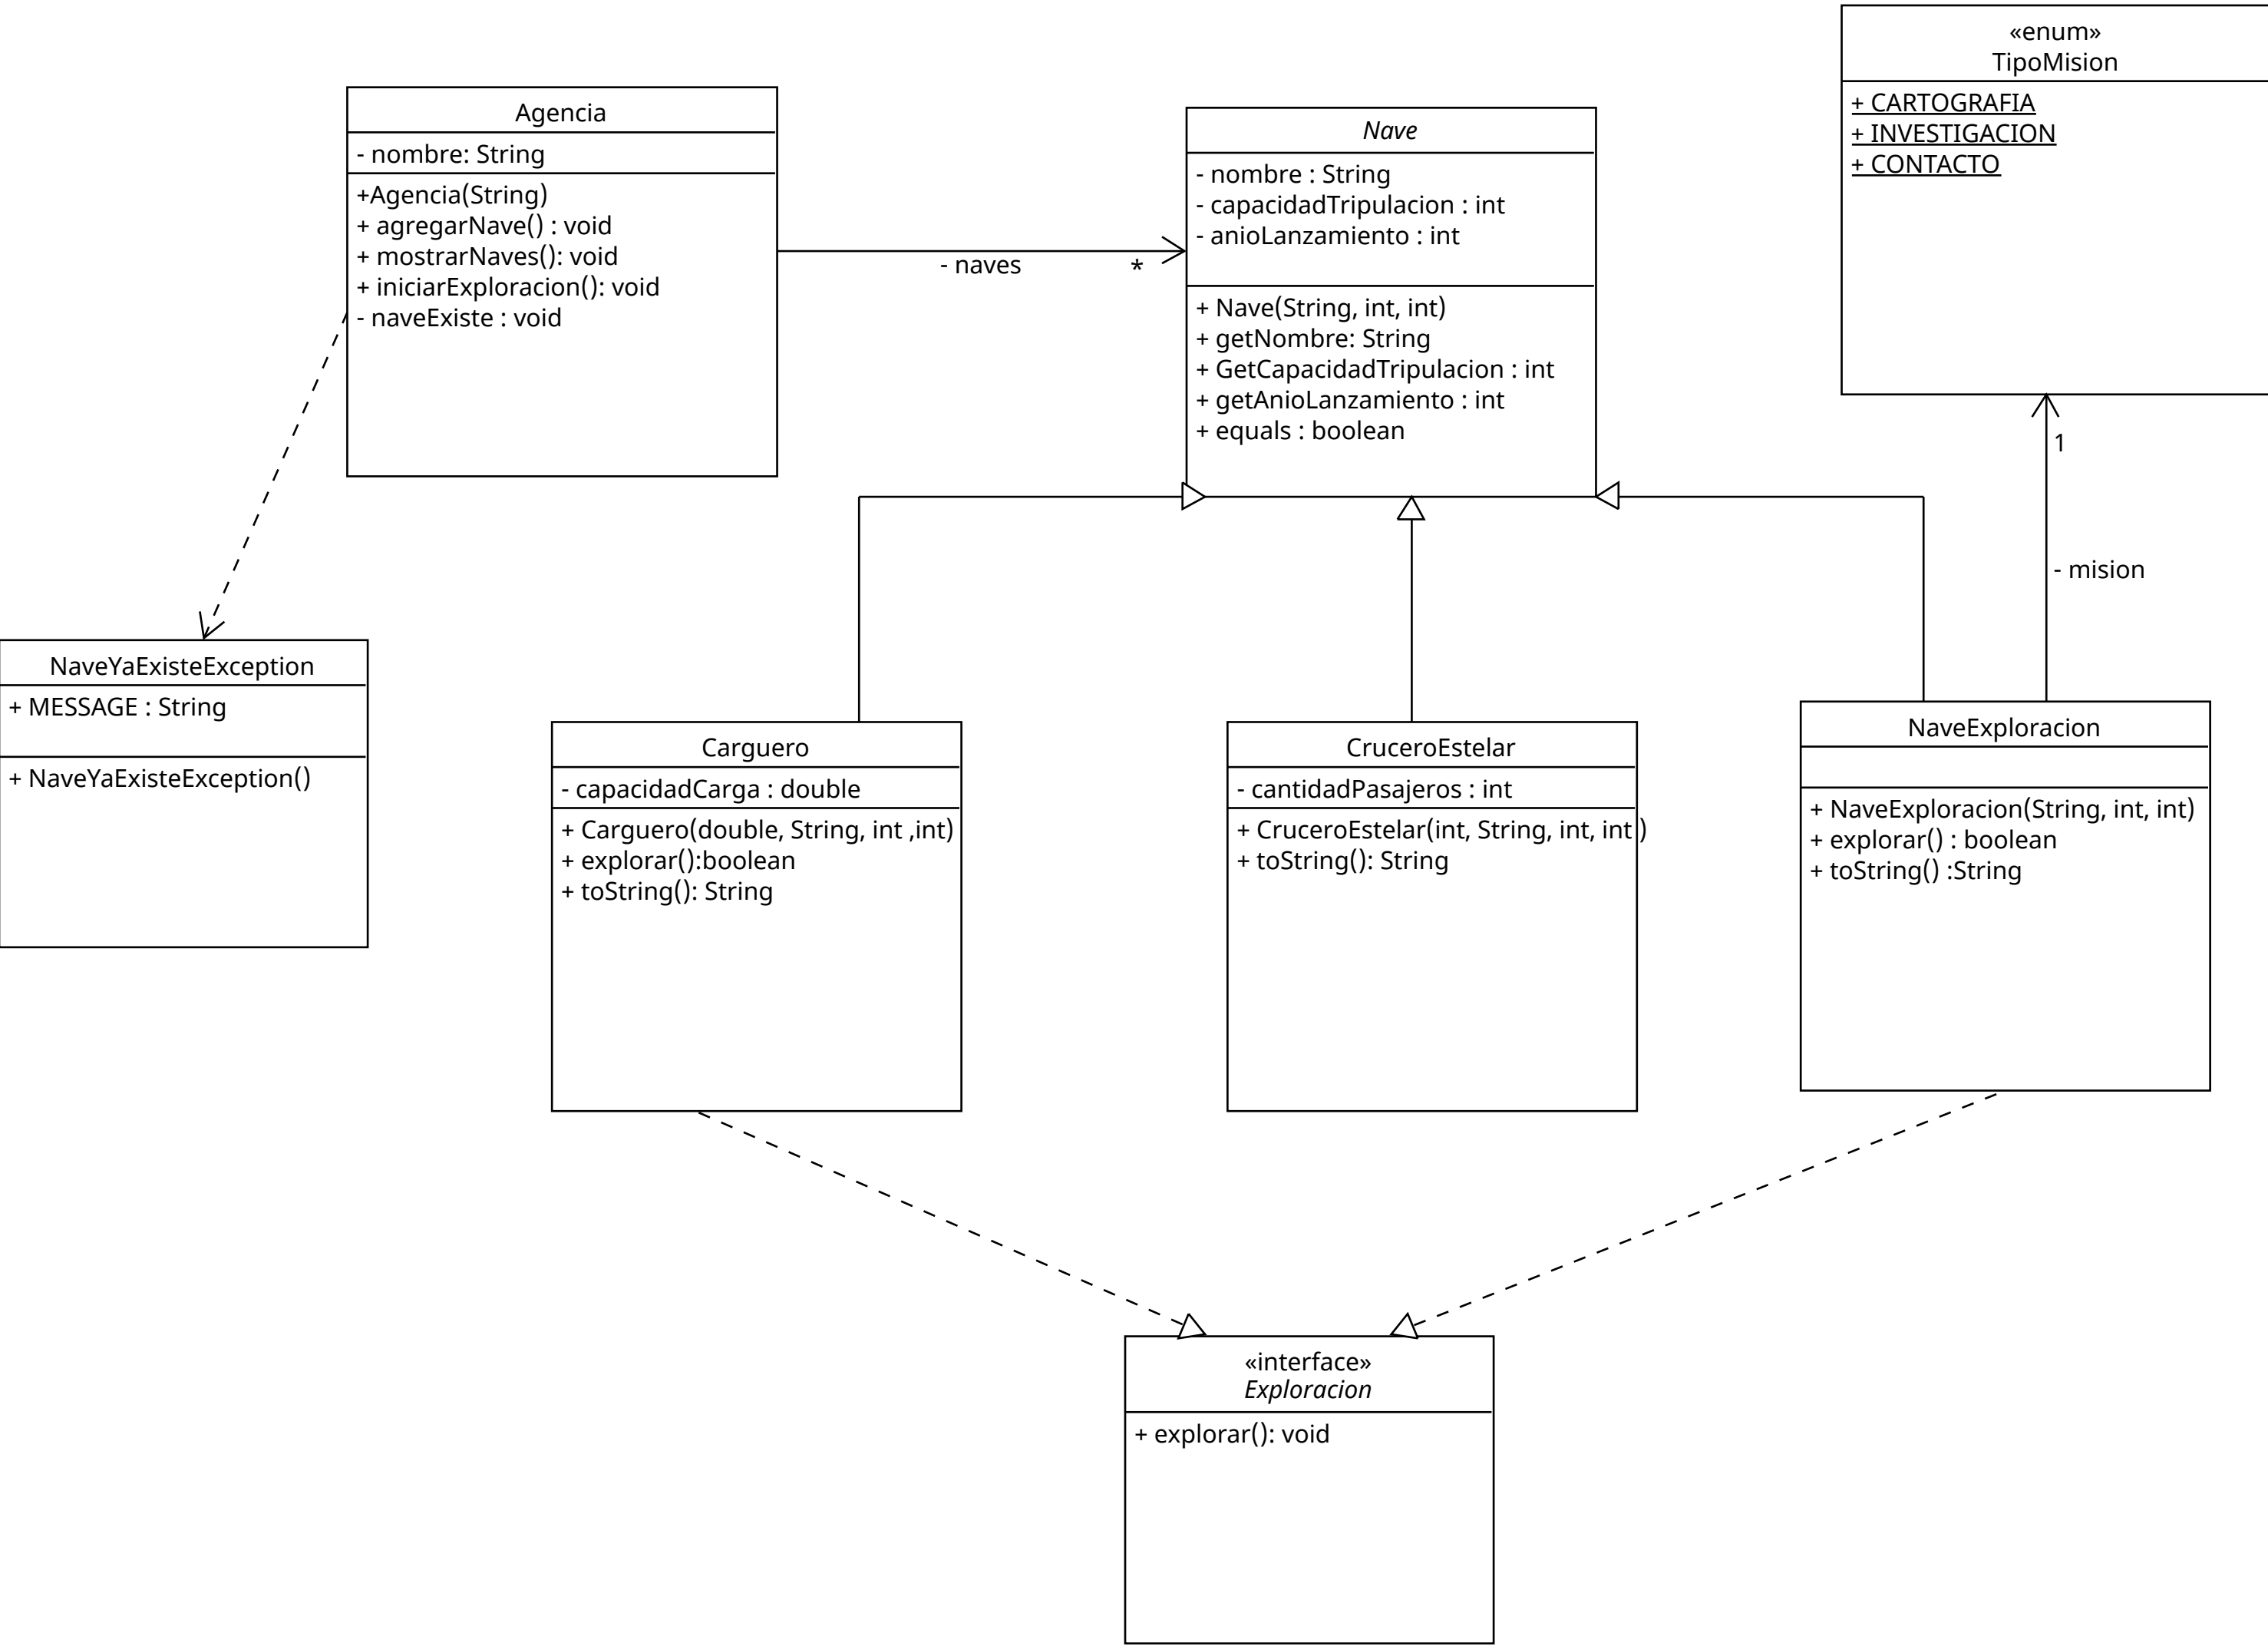 «enum»
TipoMision
+ CARTOGRAFIA
+ INVESTIGACION
+ CONTACTO
Agencia
- nombre: String
+Agencia(String)
+ agregarNave() : void
+ mostrarNaves(): void
+ iniciarExploracion(): void
- naveExiste : void
- naves
*
Nave
- nombre : String
- capacidadTripulacion : int
- anioLanzamiento : int
+ Nave(String, int, int)
+ getNombre: String
+ GetCapacidadTripulacion : int
+ getAnioLanzamiento : int
+ equals : boolean
1
- mision
NaveYaExisteException
+ MESSAGE : String
+ NaveYaExisteException()
Carguero
- capacidadCarga : double
+ Carguero(double, String, int ,int)
+ explorar():boolean
+ toString(): String
CruceroEstelar
- cantidadPasajeros : int
+ CruceroEstelar(int, String, int, int )
+ toString(): String
NaveExploracion
+ NaveExploracion(String, int, int)
+ explorar() : boolean
+ toString() :String
«interface»
Exploracion
+ explorar(): void